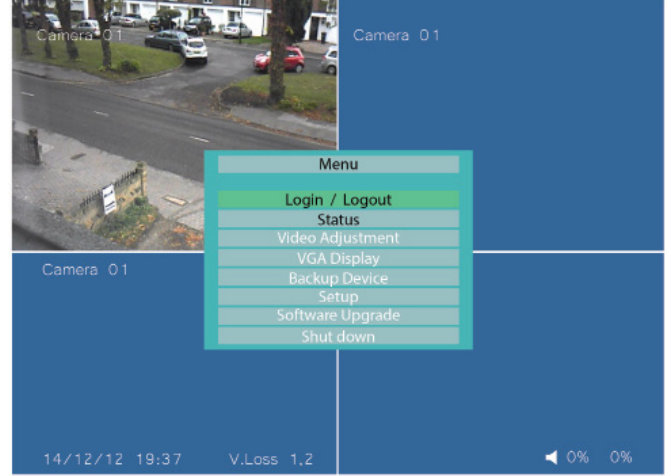 Camera 01
Camera 01
Menu
Login / Logout
Status
Video Adjustment
VGA Display
Backup Device
Setup
Software Upgrade
Shut down
Camera 01
14/12/12 19:37 V.Loss 1,2
0% 0%